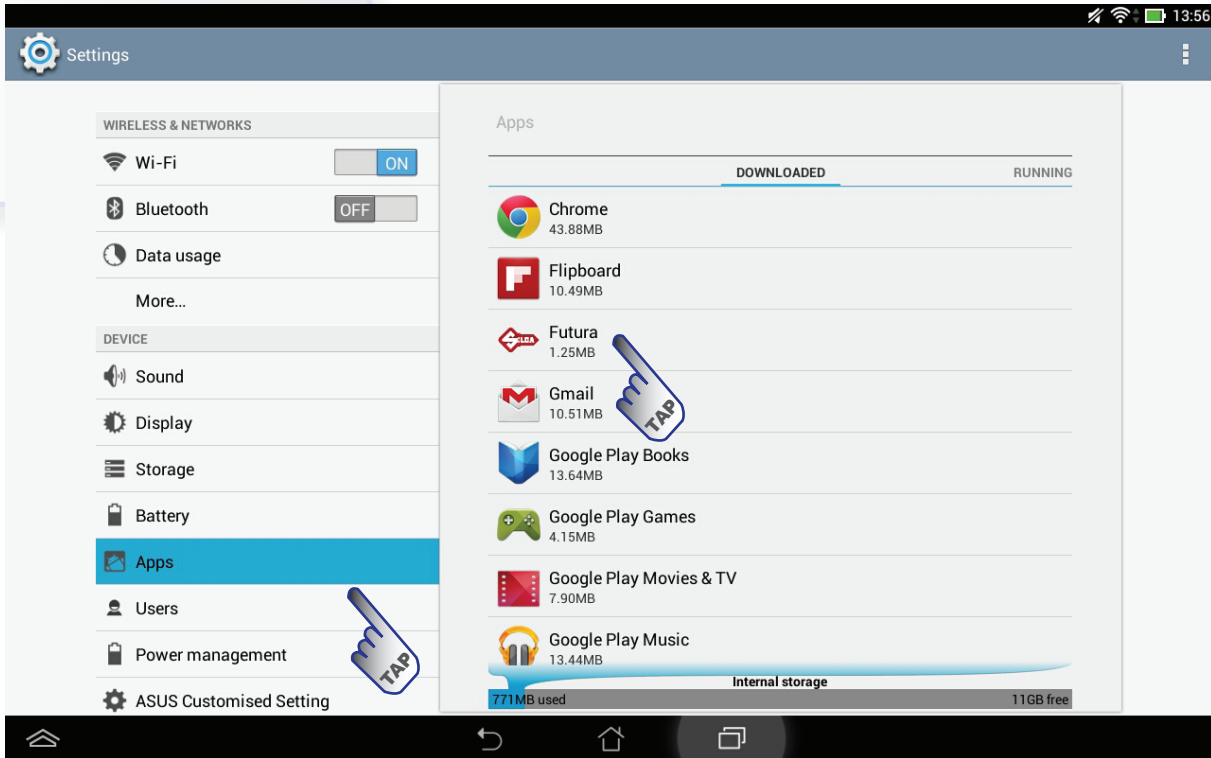 13:56
Settings
WIRELESS & NETWORKS
Wi-Fi ON
Bluetooth OFF
Data usage
More...
DEVICE
Sound
Display
Storage
Battery
Apps
Users
Power management
ASUS Customised Setting
TAP
Apps
DOWNLOADED RUNNING
Chrome
43.88MB
Flipboard
10.49MB
SILCA
Futura
1.25MB
Gmail
10.51MB
TAP
Google Play Books
13.64MB
Google Play Games
4.15MB
Google Play Movies & TV
7.90MB
Google Play Music
13.44MB
Internal storage
771MB used 11GB free